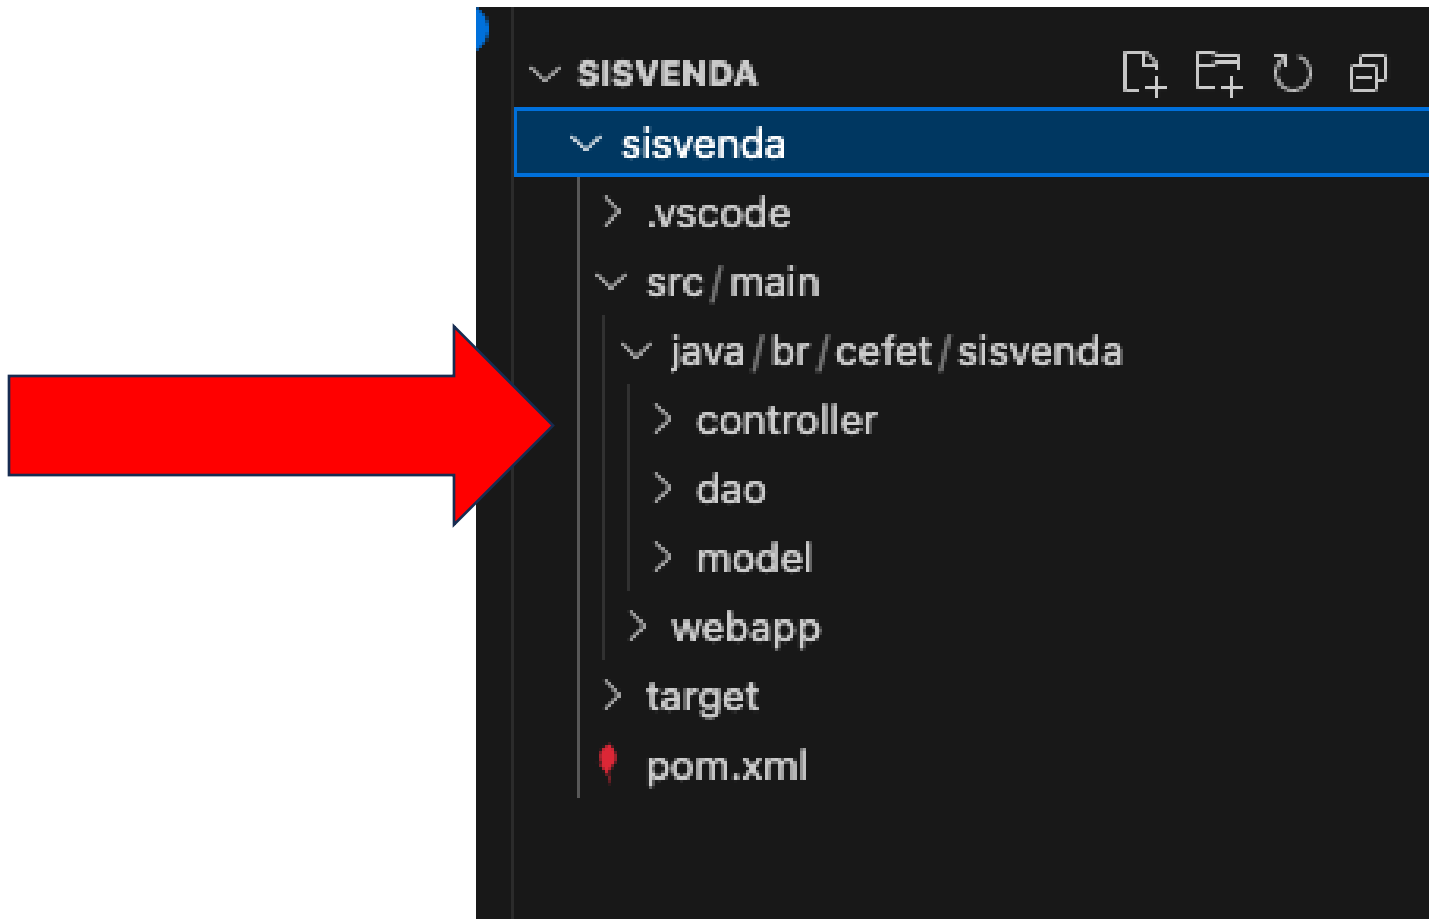 SISVENDA
sisvenda
.vscode
src/main
java/br/cefet/sisvenda
controller
dao
model
webapp
target
pom.xml